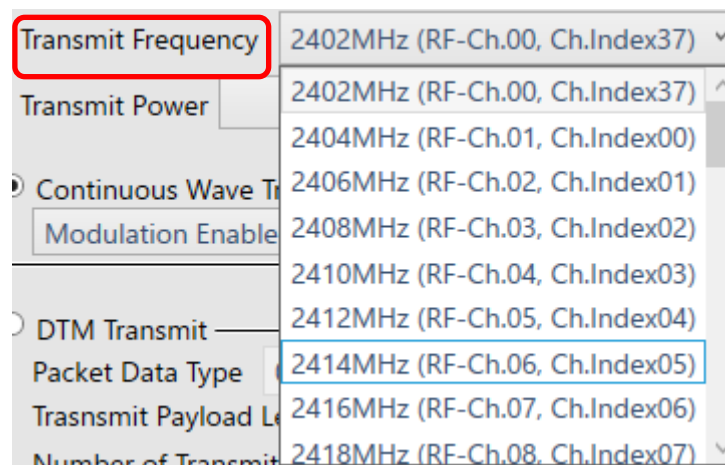 Transmit Frequency 2402MHz (RF-Ch.00, Ch.Index37)
2402MHz (RF-Ch.00, Ch.Index37)
Transmit Power
2404MHz (RF-Ch.01, Ch.Index00)
Continuous Wave
2406MHz (RF-Ch.02, Ch.Index01)
Modulation Enable
2408MHz (RF-Ch.03, Ch.Index02)
2410MHz (RF-Ch.04, Ch.Index03)
DTM Transmit
2412MHz (RF-Ch.05, Ch.Index04)
Packet Data Type
2414MHz (RF-Ch.06, Ch.Index05)
Trasnsmit Payload
2416MHz (RF-Ch.07, Ch.Index06)
Number of Transmit
2418MHz (RF-Ch.08, Ch.Index07)